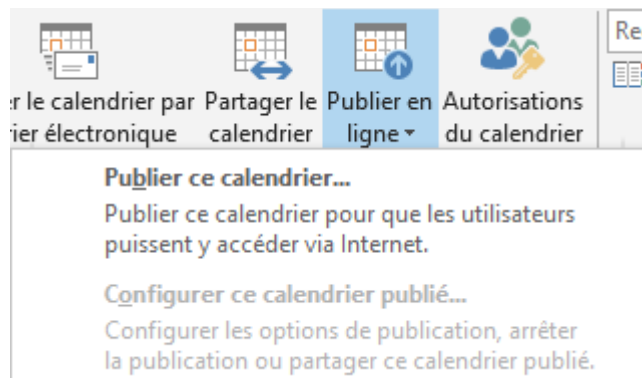 r le calendrier par
rier électronique
Partager le
calendrier
Publier en
ligne
Autorisations
du calendrier
Re
Publier ce calendrier...
Publier ce calendrier pour que les utilisateurs
puissent y accéder via Internet.
Configurer ce calendrier publié...
Configurer les options de publication, arrêter
la publication ou partager ce calendrier publié.